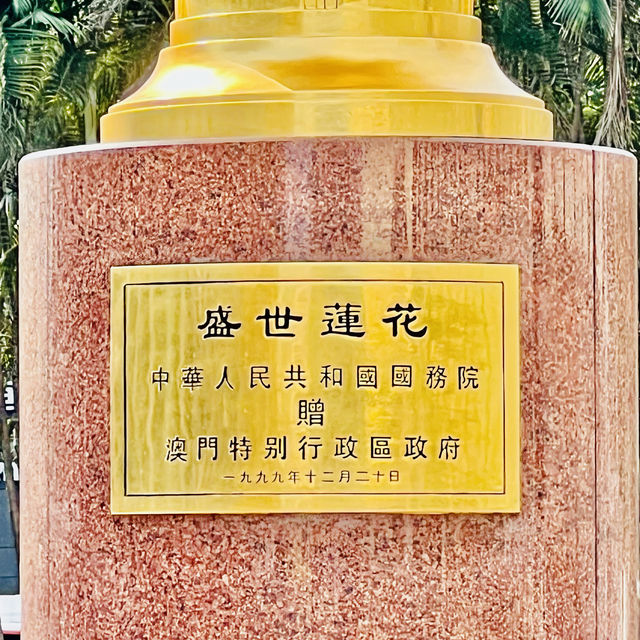 盛世蓮花
中華人民共和國國務院
贈
澳門特别行政區政府
一九九九年十二月二十日